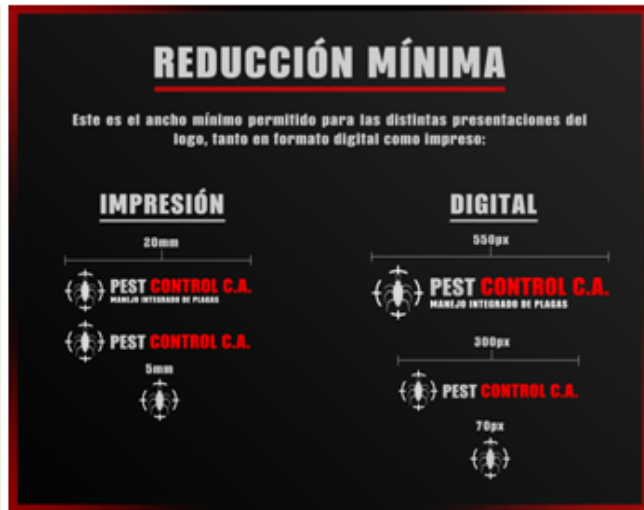 REDUCCIÓN MÍNIMA
Este es el ancho mínimo permitido para las distintas presentaciones del
logo, tanto en formato digital como impreso:
IMPRESIÓN
20mm
PEST CONTROL C.A.
MANEJO INTEGRADO DE PLAGAS
PEST CONTROL C.A.
5mm
DIGITAL
550px
PEST CONTROL C.A.
MANEJO INTEGRADO DE PLAGAS
300px
PEST CONTROL C.A.
70px